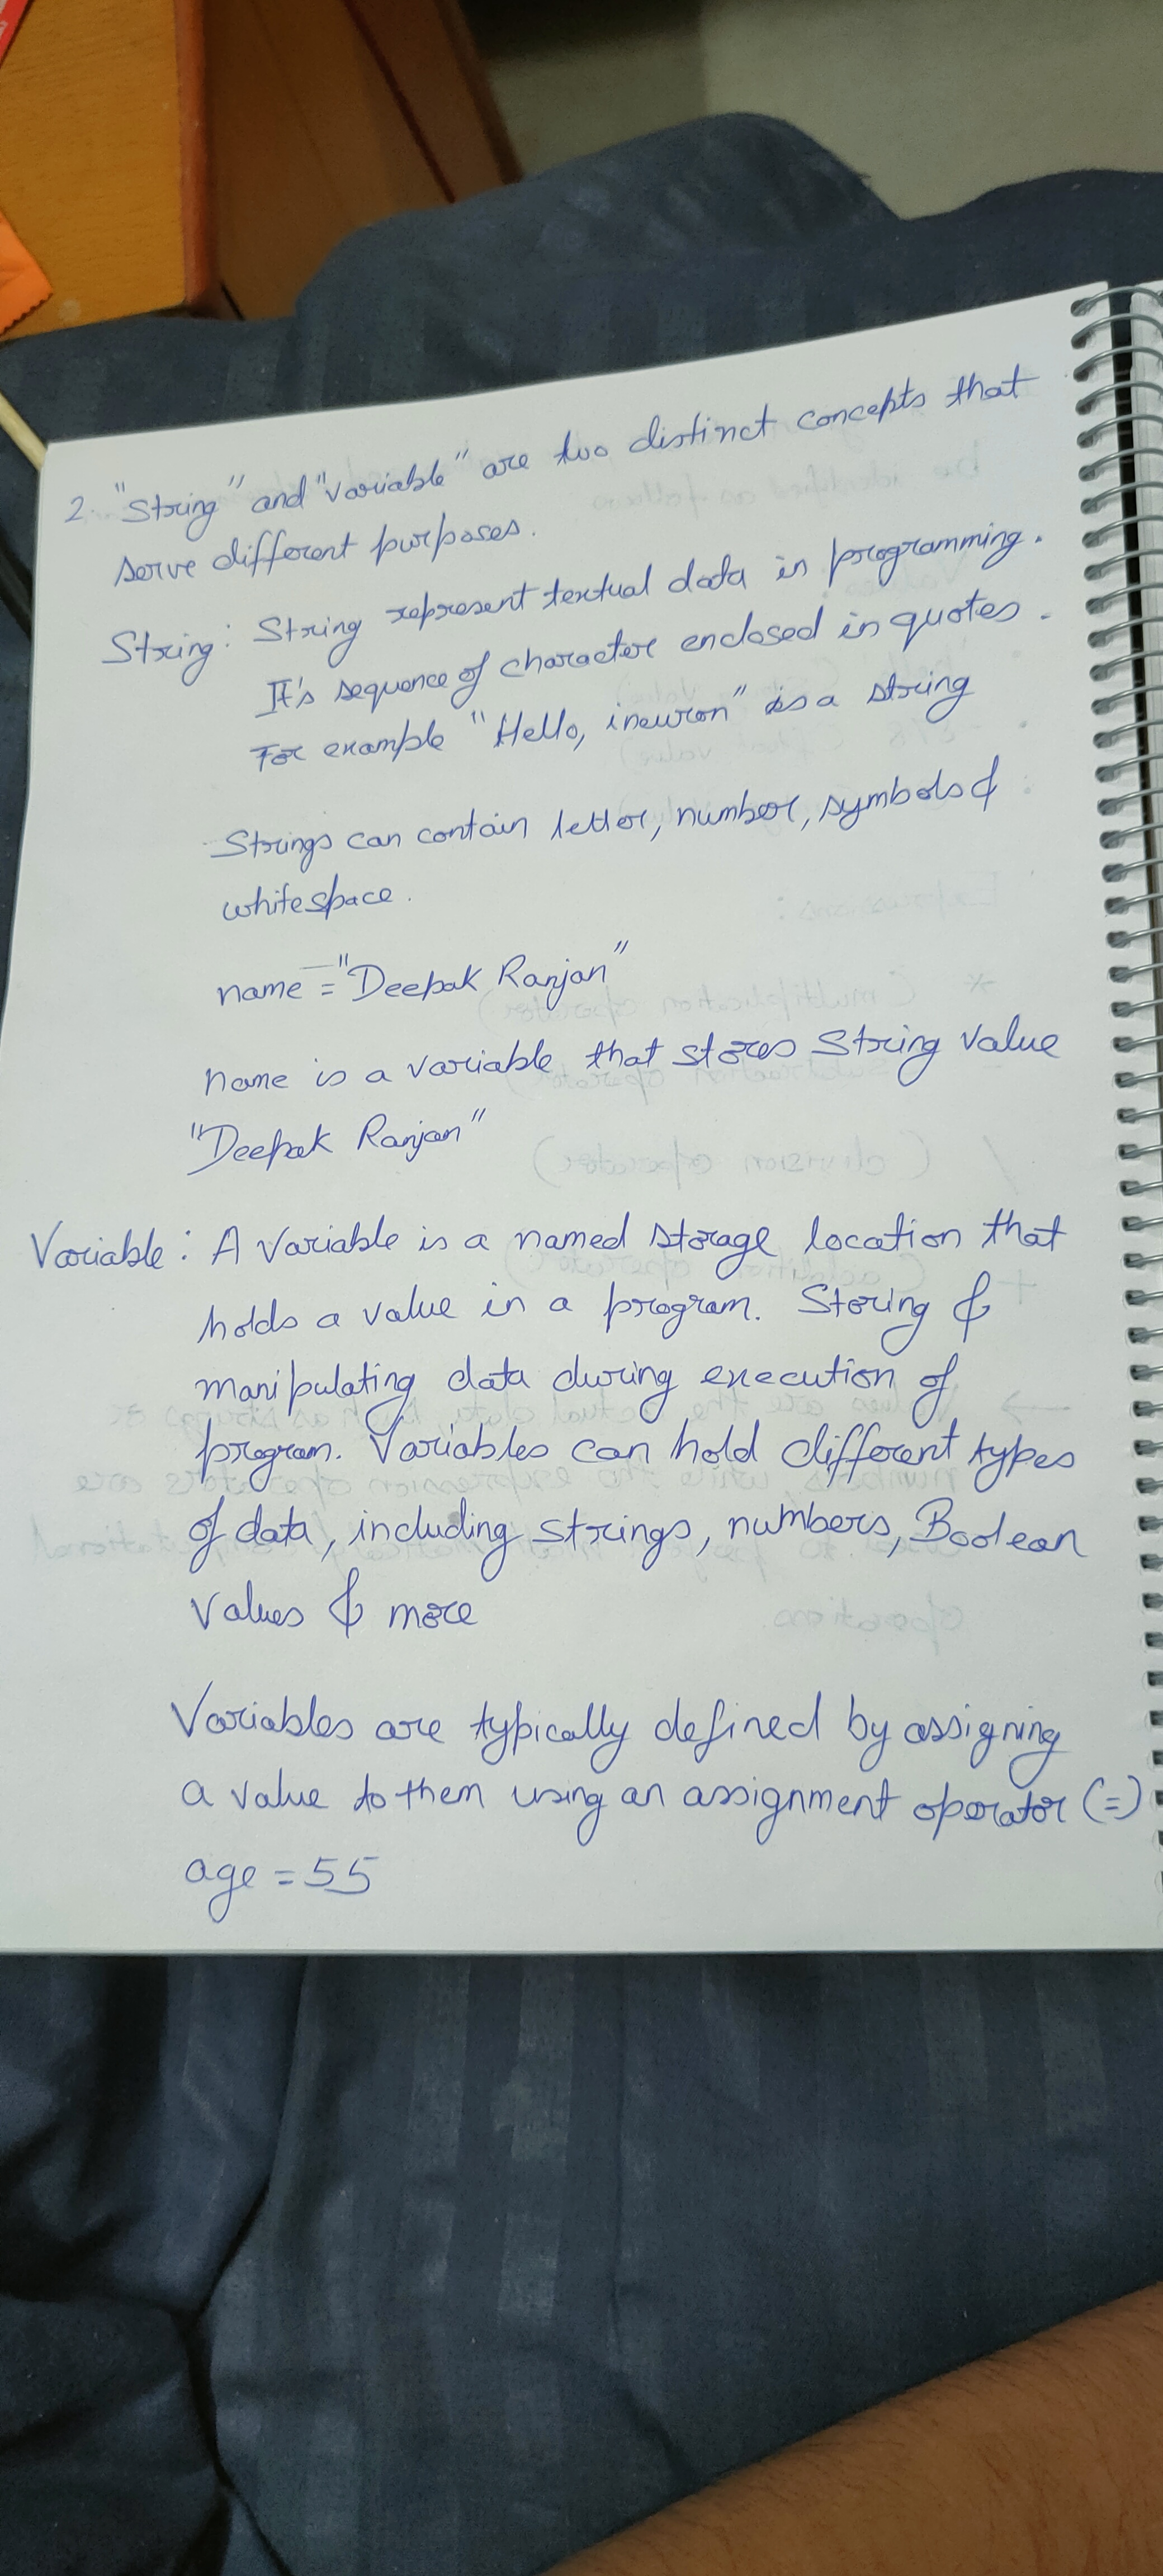 2. "String" and "variable" are two distinct concepts that
serve different purposes.
String: String represent textual data in programming.
It's sequence of character enclosed in quotes.
For example "Hello, ineuron" is a string
Strings can contain letter, number, symbols &
whitespace.
name = "Deepak Ranjan"
name is a variable that stores String value
"Deepak Ranjan"
Variable: A variable is a named storage location that
holds a value in a program. Storing &
manipulating data during execution of
program. Variables can hold different types
of data, including strings, numbers, Boolean
values & more
Variables are typically defined by assigning
a value to them using an assignment operator (=)
age = 55